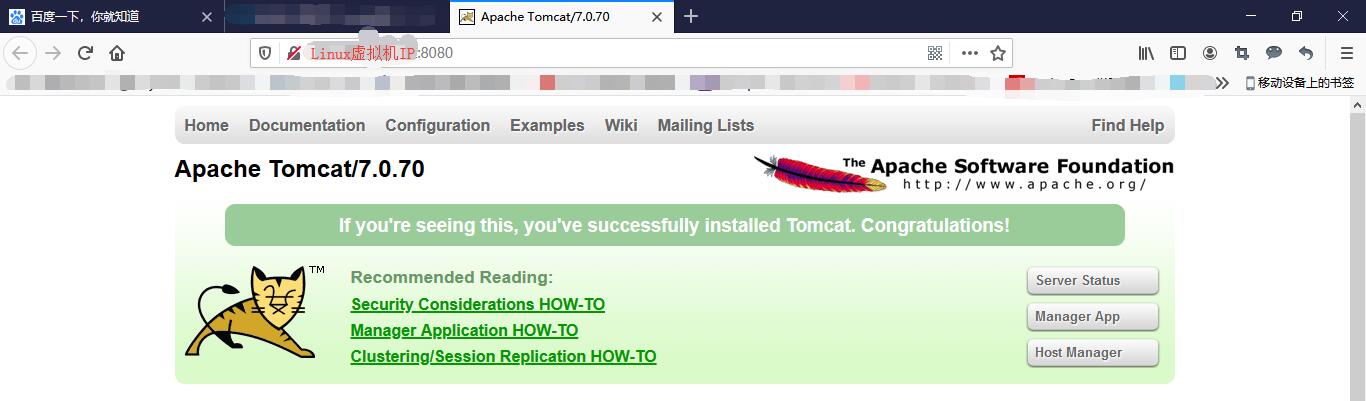 百度一下，你就知道
Apache Tomcat/7.0.70
Linux虚拟机IP:8080
移动设备上的书签
Home Documentation Configuration Examples Wiki Mailing Lists Find Help
Apache Tomcat/7.0.70
The Apache Software Foundation
http://www.apache.org/
If you're seeing this, you've successfully installed Tomcat. Congratulations!
TM
Recommended Reading:
Security Considerations HOW-TO
Manager Application HOW-TO
Clustering/Session Replication HOW-TO
Server Status
Manager App
Host Manager